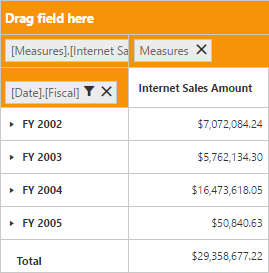 Drag field here
[Measures].[Internet Sa Measures
[Date].[Fiscal] Internet Sales Amount
FY 2002 $7,072,084.24
FY 2003 $5,762,134.30
FY 2004 $16,473,618.05
FY 2005 $50,840.63
Total $29,358,677.22